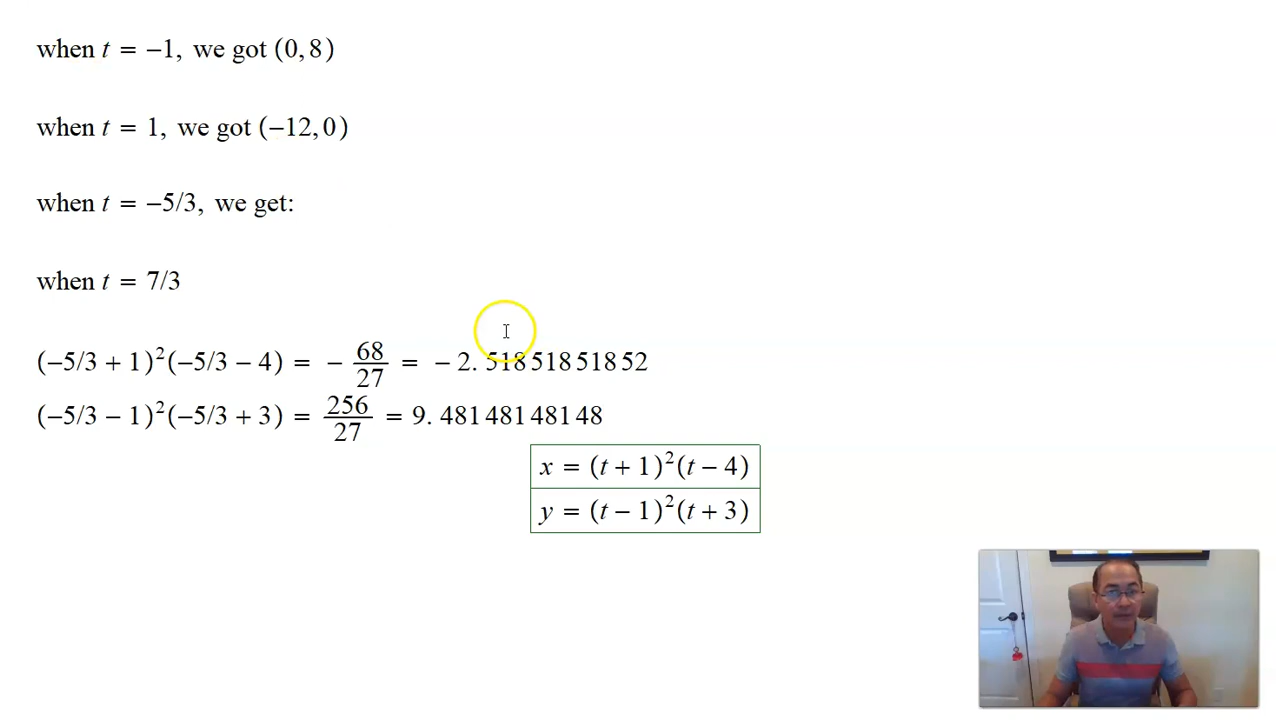 when t = −1, we got (0, 8)
when t = 1, we got (−12, 0)
when t = −5/3, we get:
when t = 7/3
(−5/3 + 1)²(−5/3 − 4) = − 68/27 = − 2. 518 518 518 52
(−5/3 − 1)²(−5/3 + 3) = 256/27 = 9. 481 481 481 48
x = (t + 1)²(t − 4)
y = (t − 1)²(t + 3)